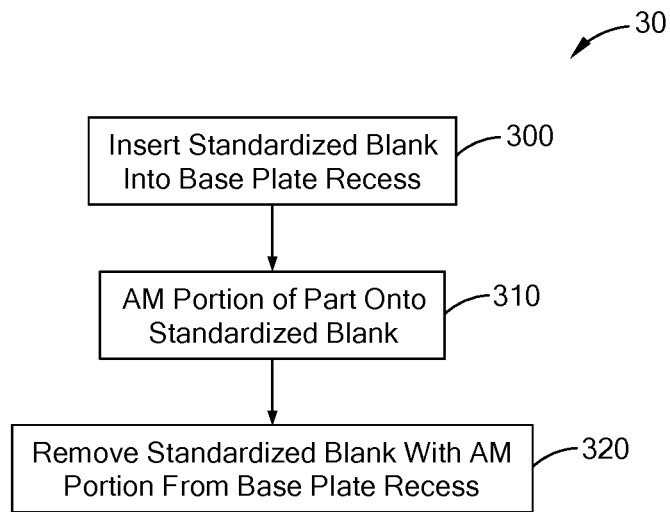 30
Insert Standardized Blank
Into Base Plate Recess
300
AM Portion of Part Onto
Standardized Blank
310
Remove Standardized Blank With AM
Portion From Base Plate Recess
320